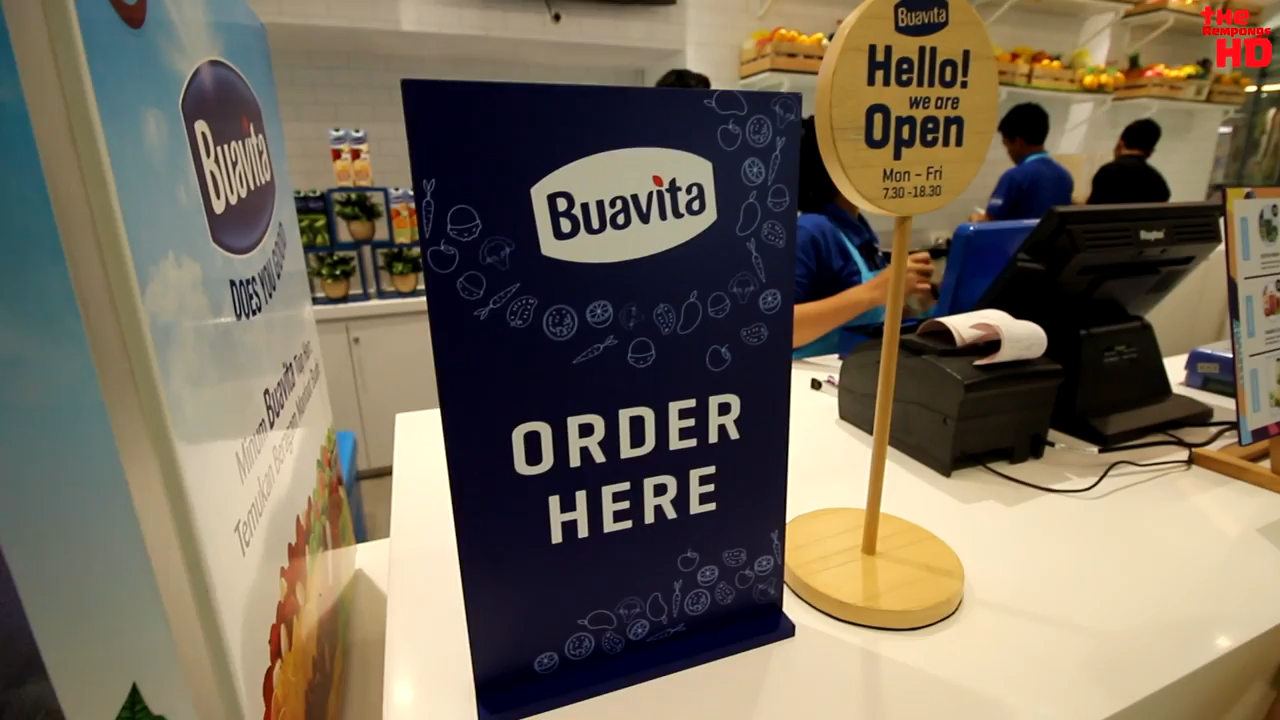 Buavita
DOES YOU GOOD
Minum Buavita
Temukan Beragam
Buavita
ORDER
HERE
Buavita
Hello!
we are
Open
Mon - Fri
7.30 -18.30
THE
Rempongs
HD